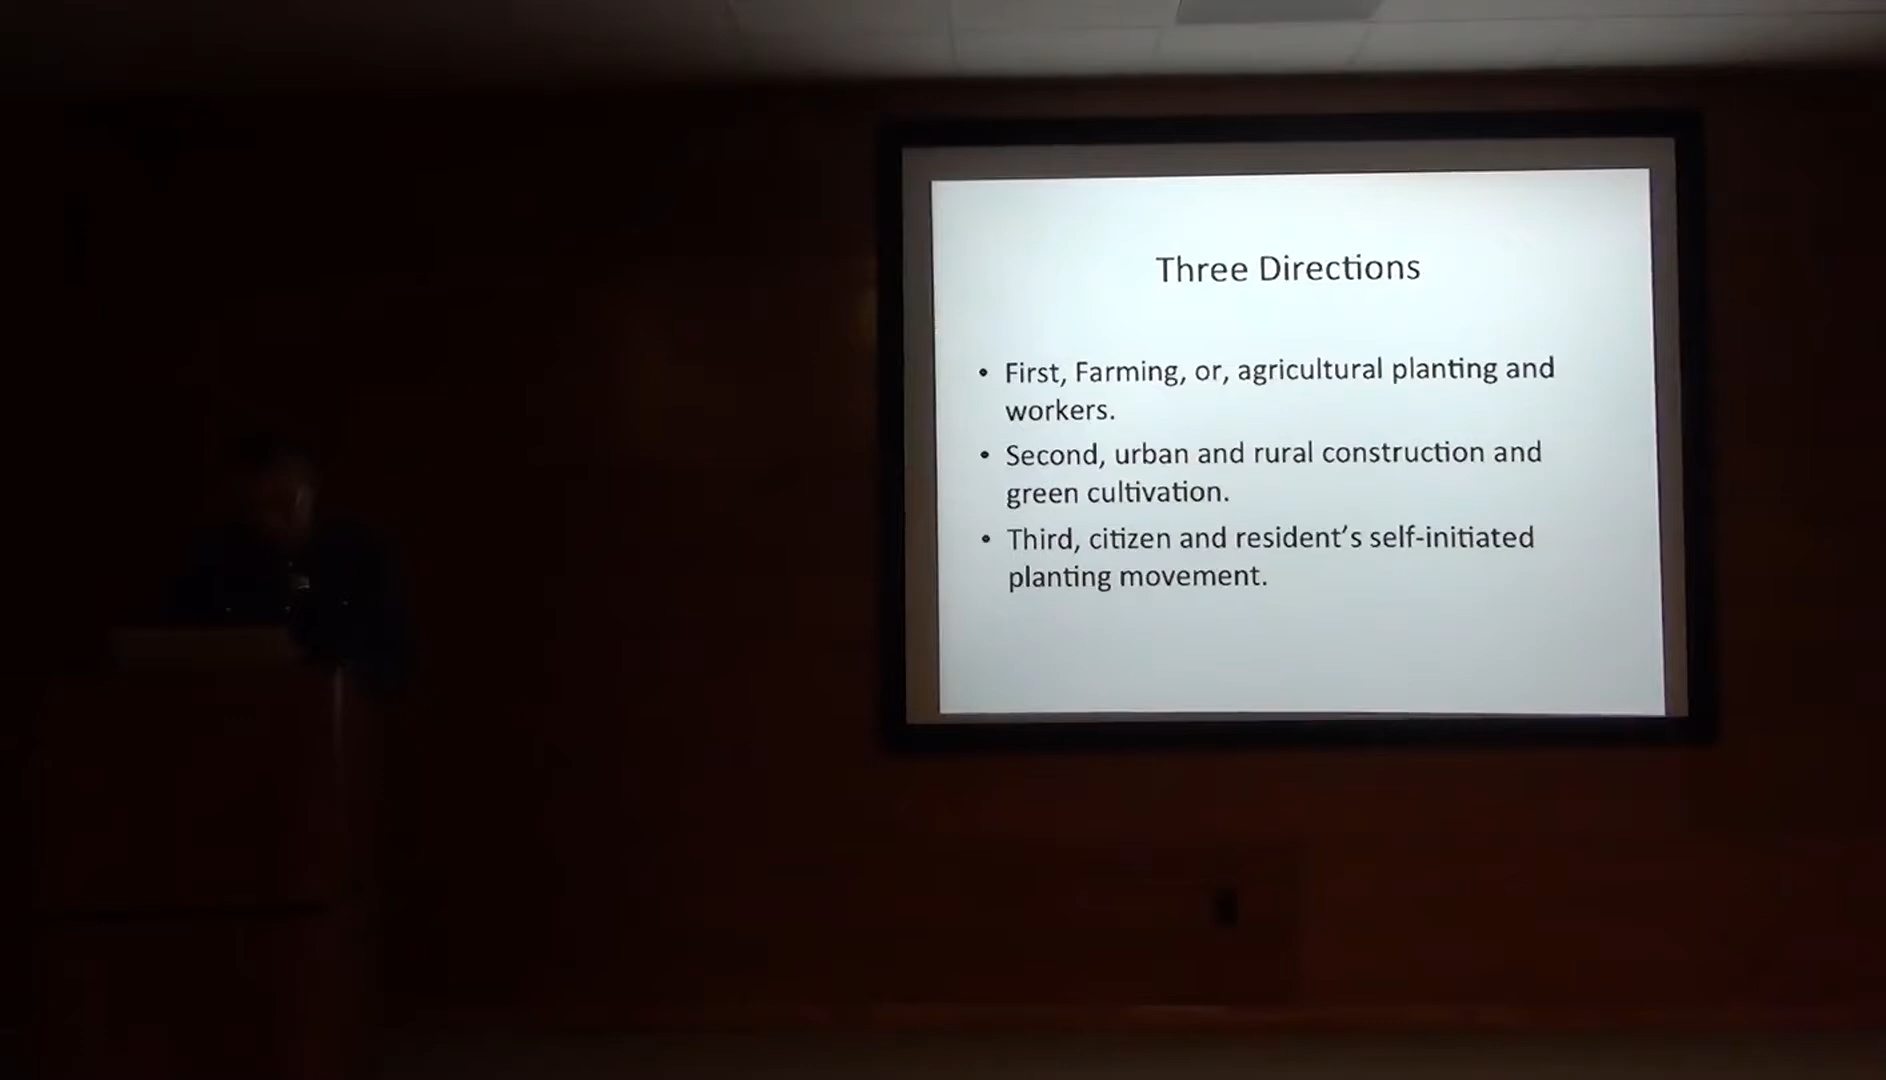 Three Directions
• First, Farming, or, agricultural planting and
workers.
• Second, urban and rural construction and
green cultivation.
• Third, citizen and resident’s self-initiated
planting movement.